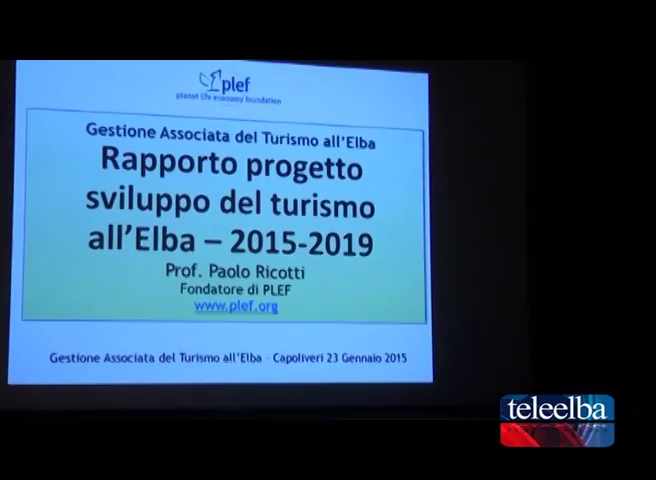 plef
planet life economy foundation
Gestione Associata del Turismo all'Elba
Rapporto progetto
sviluppo del turismo
all'Elba – 2015-2019
Prof. Paolo Ricotti
Fondatore di PLEF
www.plef.org
Gestione Associata del Turismo all'Elba - Capoliveri 23 Gennaio 2015
teleelba